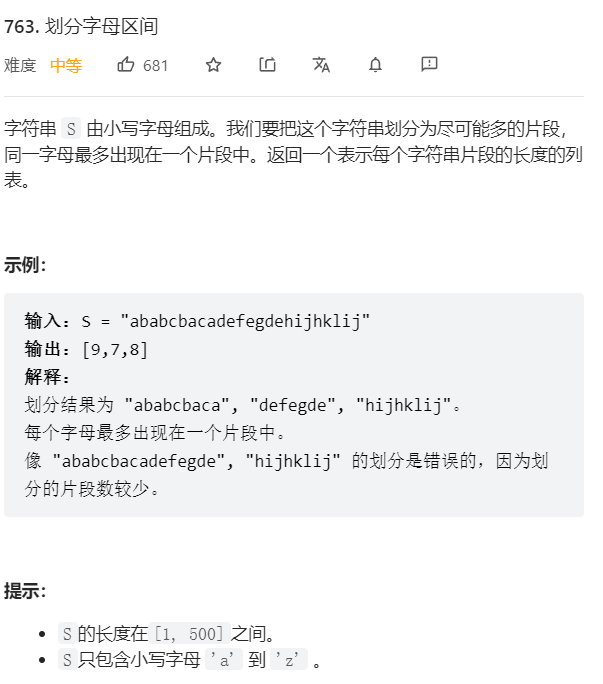 763. 划分字母区间
难度 中等 681
字符串 S 由小写字母组成。我们要把这个字符串划分为尽可能多的片段，
同一字母最多出现在一个片段中。返回一个表示每个字符串片段的长度的列
表。
示例：
输入：S = "ababcbacadefegdehijhklij"
输出：[9,7,8]
解释：
划分结果为 "ababcbaca", "defegde", "hijhklij"。
每个字母最多出现在一个片段中。
像 "ababcbacadefegde", "hijhklij" 的划分是错误的，因为划
分的片段数较少。
提示：
• S的长度在[1, 500]之间。
• S只包含小写字母 'a' 到 'z' 。